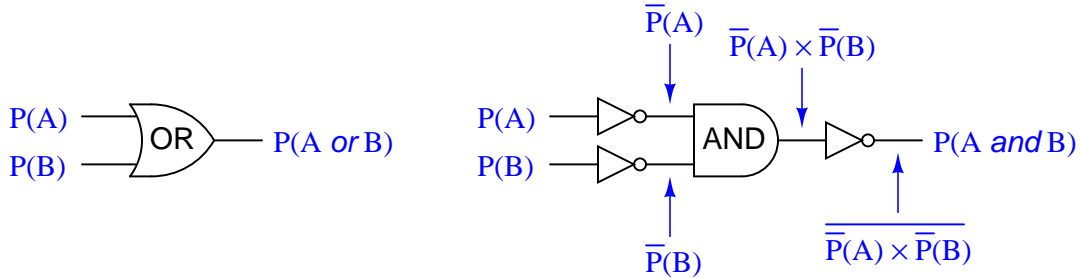 P(A)
P(B)
OR
P(A or B)
P̅(A)
P̅(A) × P̅(B)
P(A)
P(B)
AND
P(A and B)
P̅(B)
P̅(A) × P̅(B)